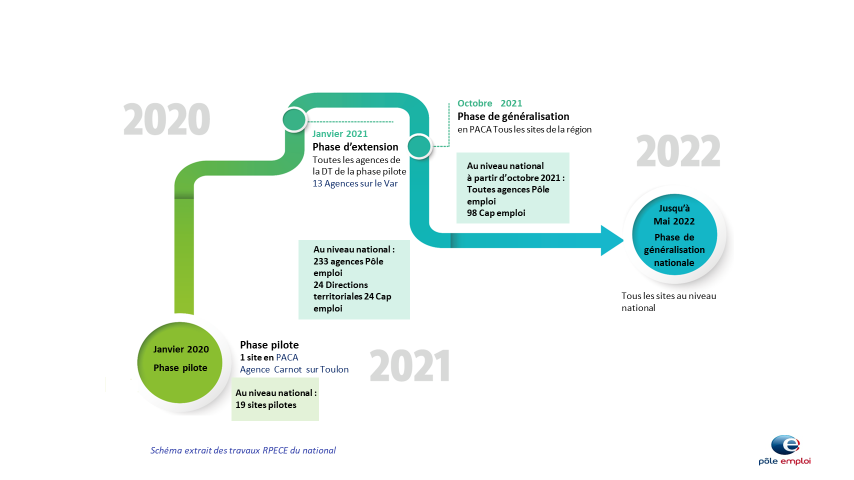 2020
Octobre 2021
Phase de généralisation
en PACA Tous les sites de la région
Janvier 2021
Phase d'extension
Toutes les agences de
la DT de la phase pilote
13 Agences sur le Var
2022
Au niveau national
à partir d'octobre 2021 :
Toutes agences Pôle
emploi
98 Cap emploi
Jusqu'à
Mai 2022
Phase de
généralisation
nationale
Tous les sites au niveau
national
Au niveau national :
233 agences Pôle
emploi
24 Directions
territoriales 24 Cap
emploi
Janvier 2020
Phase pilote
Phase pilote
1 site en PACA
Agence Carnot sur Toulon
Au niveau national :
19 sites pilotes
2021
Schéma extrait des travaux RPECE du national
pôle emploi